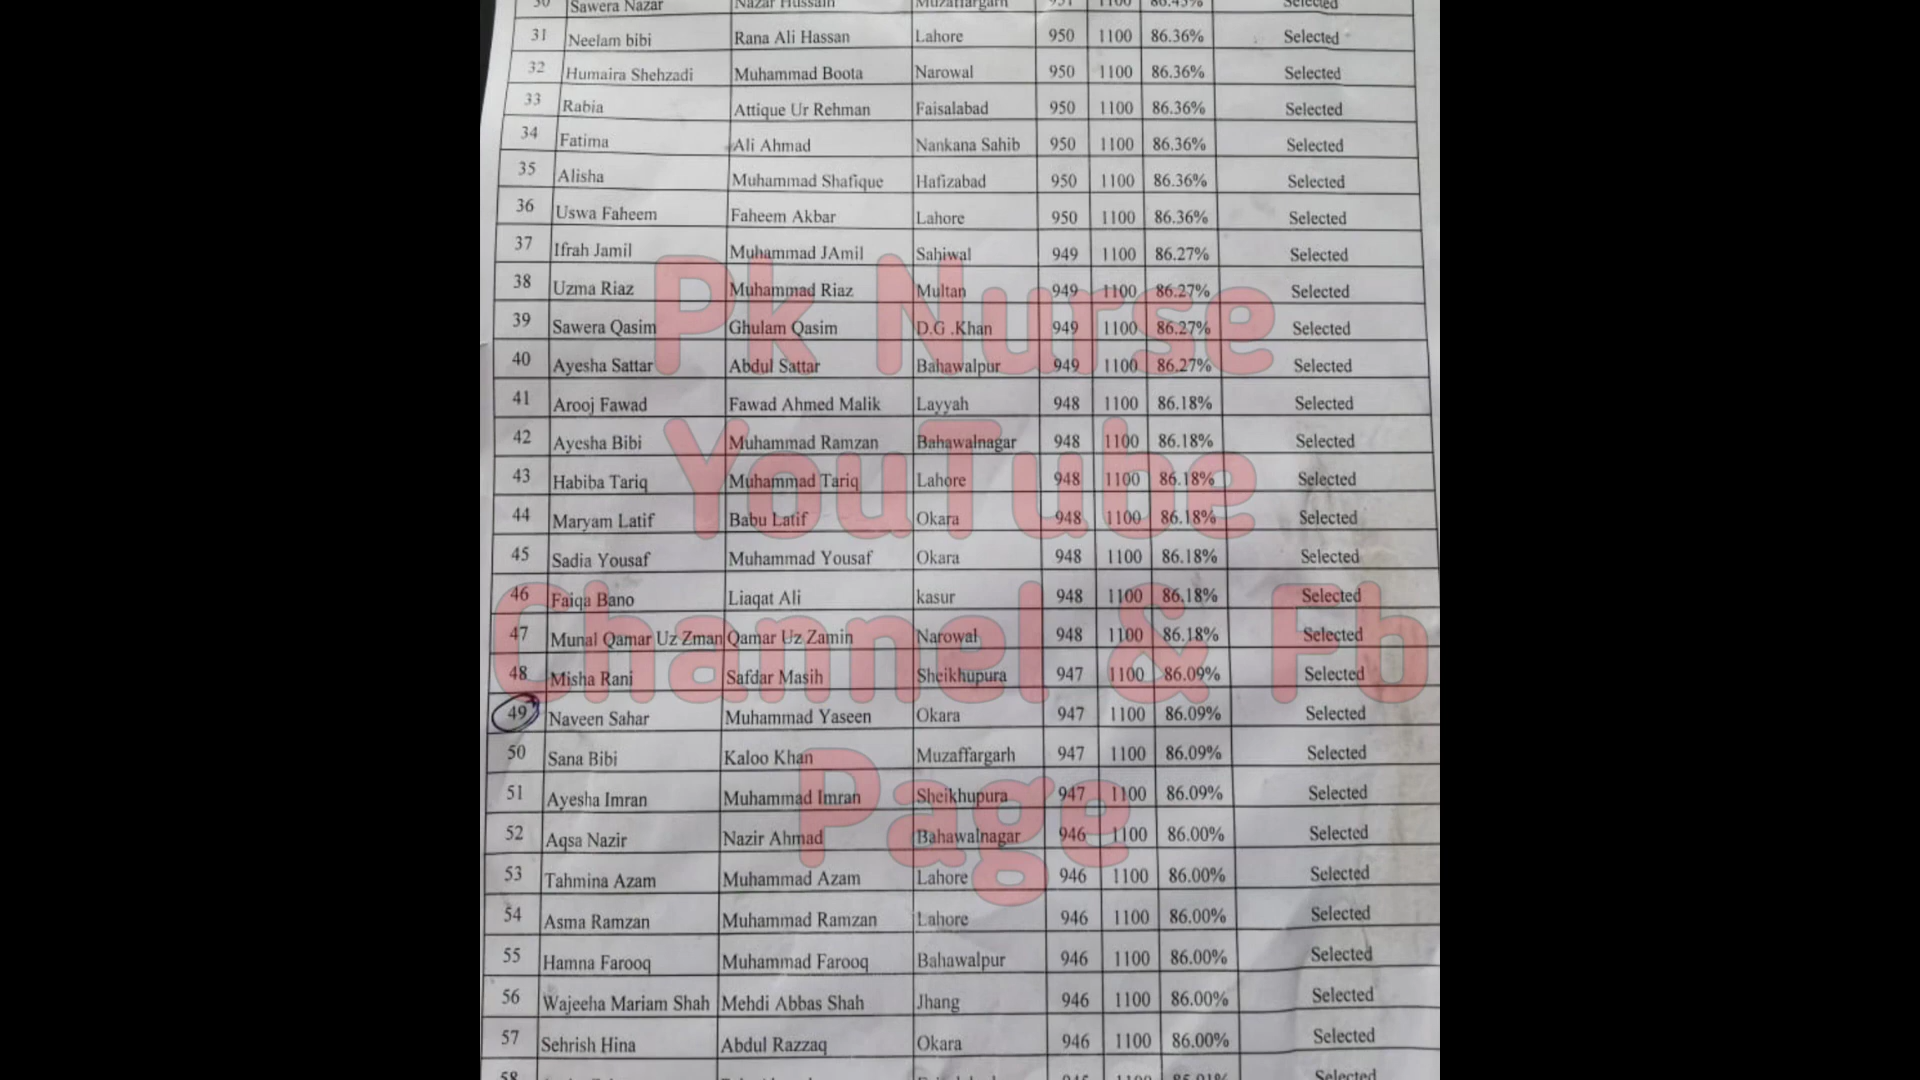 30 Sawera Nazar Nazar Hussain Muzaffargarh 951 1100 86.45% Selected
31 Neelam bibi Rana Ali Hassan Lahore 950 1100 86.36% Selected
32 Humaira Shehzadi Muhammad Boota Narowal 950 1100 86.36% Selected
33 Rabia Attique Ur Rehman Faisalabad 950 1100 86.36% Selected
34 Fatima Ali Ahmad Nankana Sahib 950 1100 86.36% Selected
35 Alisha Muhammad Shafique Hafizabad 950 1100 86.36% Selected
36 Uswa Faheem Faheem Akbar Lahore 950 1100 86.36% Selected
37 Ifrah Jamil Muhammad JAmil Sahiwal 949 1100 86.27% Selected
38 Uzma Riaz Muhammad Riaz Multan 949 1100 86.27% Selected
39 Sawera Qasim Ghulam Qasim D.G .Khan 949 1100 86.27% Selected
40 Ayesha Sattar Abdul Sattar Bahawalpur 949 1100 86.27% Selected
41 Arooj Fawad Fawad Ahmed Malik Layyah 948 1100 86.18% Selected
42 Ayesha Bibi Muhammad Ramzan Bahawalnagar 948 1100 86.18% Selected
43 Habiba Tariq Muhammad Tariq Lahore 948 1100 86.18% Selected
44 Maryam Latif Babu Latif Okara 948 1100 86.18% Selected
45 Sadia Yousaf Muhammad Yousaf Okara 948 1100 86.18% Selected
46 Faiqa Bano Liaqat Ali kasur 948 1100 86.18% Selected
47 Munal Qamar Uz Zman Qamar Uz Zamin Narowal 948 1100 86.18% Selected
48 Misha Rani Safdar Masih Sheikhupura 947 1100 86.09% Selected
49 Naveen Sahar Muhammad Yaseen Okara 947 1100 86.09% Selected
50 Sana Bibi Kaloo Khan Muzaffargarh 947 1100 86.09% Selected
51 Ayesha Imran Muhammad Imran Sheikhupura 947 1100 86.09% Selected
52 Aqsa Nazir Nazir Ahmad Bahawalnagar 946 1100 86.00% Selected
53 Tahmina Azam Muhammad Azam Lahore 946 1100 86.00% Selected
54 Asma Ramzan Muhammad Ramzan Lahore 946 1100 86.00% Selected
55 Hamna Farooq Muhammad Farooq Bahawalpur 946 1100 86.00% Selected
56 Wajeeha Mariam Shah Mehdi Abbas Shah Jhang 946 1100 86.00% Selected
57 Sehrish Hina Abdul Razzaq Okara 946 1100 86.00% Selected
58 Selected
Pk Nurse
YouTube
Channel & Fb
Page